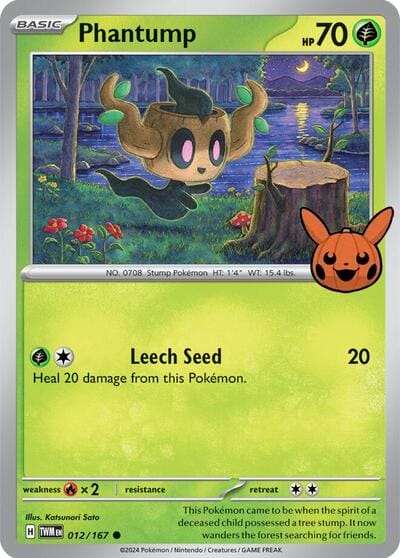 BASIC
Phantump
HP 70
NO. 0708 Stump Pokémon HT: 1'4" WT: 15.4 lbs.
Leech Seed 20
Heal 20 damage from this Pokémon.
weakness ×2 resistance retreat
Illus. Katsunori Sato
H TWM EN 012/167
This Pokémon came to be when the spirit of a
deceased child possessed a tree stump. It now
wanders the forest searching for friends.
©2024 Pokémon / Nintendo / Creatures / GAME FREAK